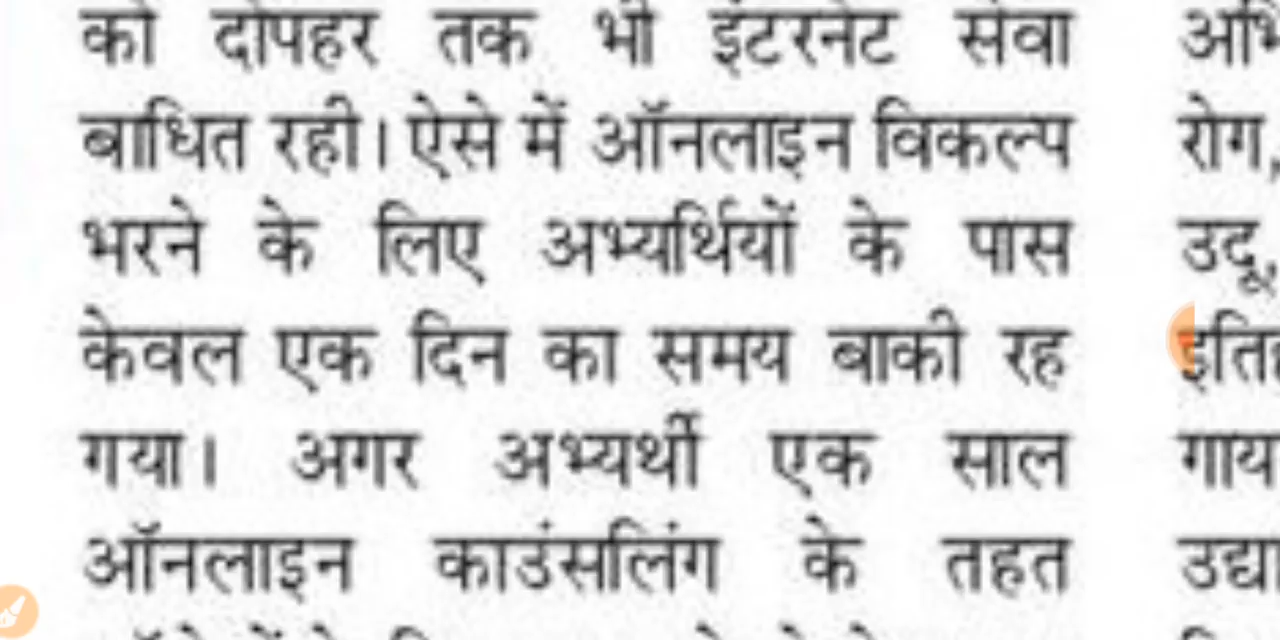 को दोपहर तक भी इंटरनेट सेवा
बाधित रही। ऐसे में ऑनलाइन विकल्प
भरने के लिए अभ्यर्थियों के पास
केवल एक दिन का समय बाकी रह
गया। अगर अभ्यर्थी एक साल
ऑनलाइन काउंसलिंग के तहत
रोग,